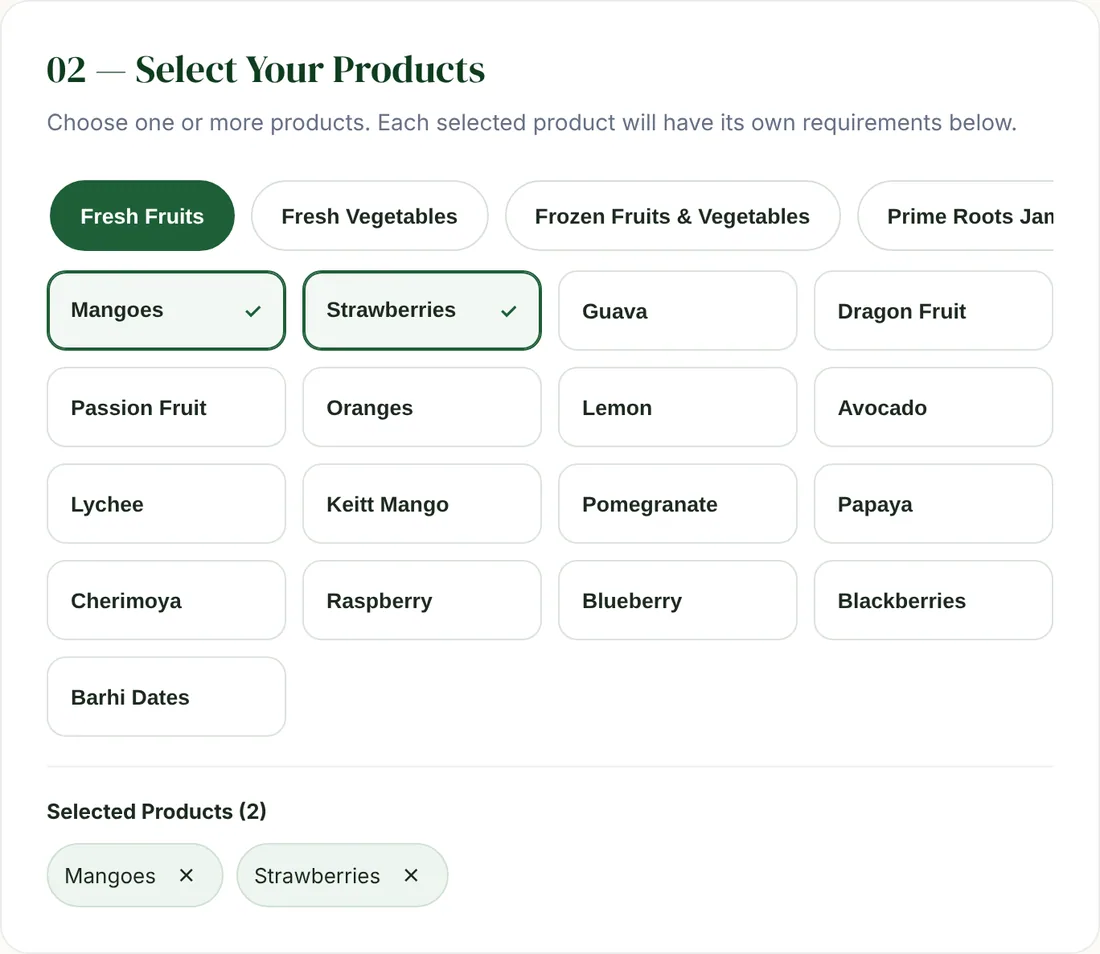 02 — Select Your Products
Choose one or more products. Each selected product will have its own requirements below.
Fresh Fruits Fresh Vegetables Frozen Fruits & Vegetables Prime Roots Jan
Mangoes ✓ Strawberries ✓ Guava Dragon Fruit
Passion Fruit Oranges Lemon Avocado
Lychee Keitt Mango Pomegranate Papaya
Cherimoya Raspberry Blueberry Blackberries
Barhi Dates
Selected Products (2)
Mangoes ✕ Strawberries ✕